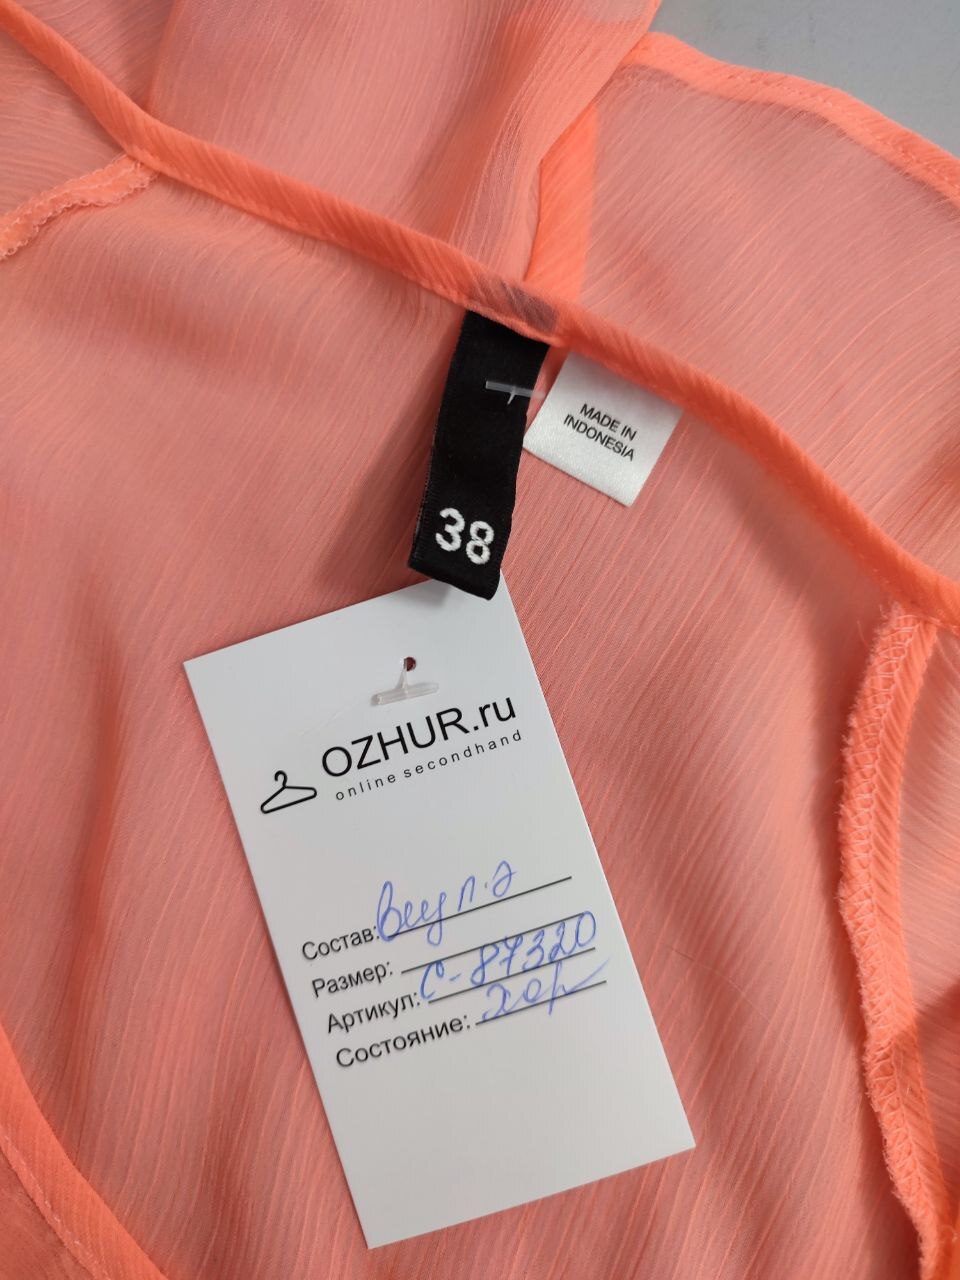 MADE IN
INDONESIA
38
OZHUR.ru
online secondhand
Состав:
Размер:
Артикул: С-87320
Состояние: хор